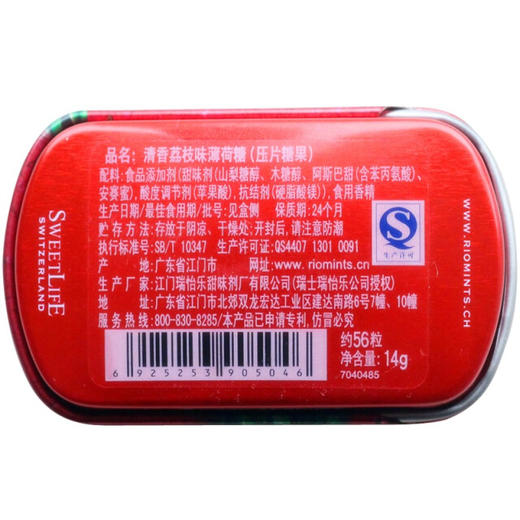 品名：清香荔枝味薄荷糖（压片糖果）
配料：食品添加剂(甜味剂(山梨糖醇、木糖醇、阿斯巴甜(含苯丙氨酸)、
安赛蜜)，酸度调节剂(苹果酸)，抗结剂(硬脂酸镁))，食用香精
生产日期/最佳食用期/批号：见盒侧 保质期：24个月
贮存方法：存放于阴凉、干燥处；开封后，请注意防潮
执行标准号：SB/T 10347 生产许可证：QS4407 1301 0091
产 地：广东省江门市 网址：www.riomints.ch
生 产 厂 家：江门瑞怡乐甜味剂厂有限公司(瑞士瑞怡乐公司授权)
地 址：广东省江门市北郊双龙宏达工业区建达南路6号7幢、10幢
服 务 热 线：800-830-8285/本产品已申请专利，仿冒必究
约56粒
净含量：14g
7040485
6 925253 905046
S
生产许可
SWEETLIFE
SWITZERLAND
WWW.RIOMINTS.CH